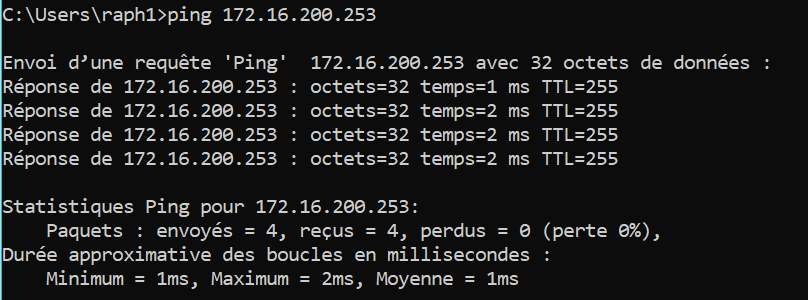 C:\Users\raph1>ping 172.16.200.253
Envoi d’une requête 'Ping'  172.16.200.253 avec 32 octets de données :
Réponse de 172.16.200.253 : octets=32 temps=1 ms TTL=255
Réponse de 172.16.200.253 : octets=32 temps=2 ms TTL=255
Réponse de 172.16.200.253 : octets=32 temps=2 ms TTL=255
Réponse de 172.16.200.253 : octets=32 temps=2 ms TTL=255
Statistiques Ping pour 172.16.200.253:
    Paquets : envoyés = 4, reçus = 4, perdus = 0 (perte 0%),
Durée approximative des boucles en millisecondes :
    Minimum = 1ms, Maximum = 2ms, Moyenne = 1ms